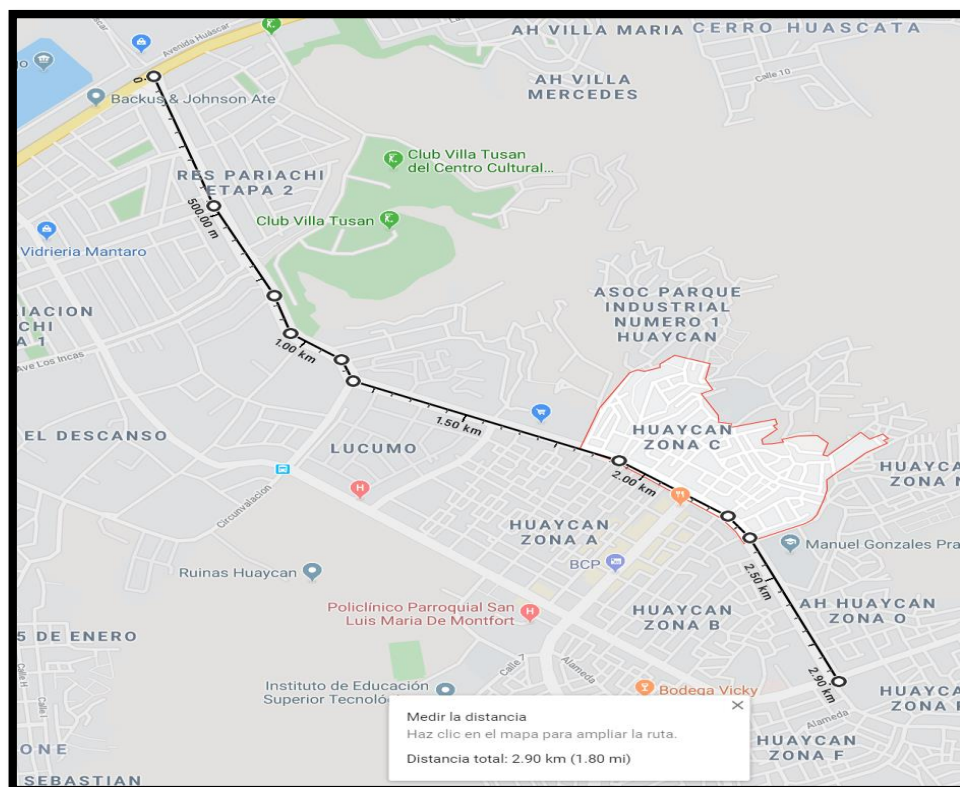 AH VILLA MARIA
CERRO HUASCATA
Avenida Huáscar
Calle 10
AH VILLA
MERCEDES
0
Backus & Johnson Ate
Club Villa Tusan
del Centro Cultural...
RES PARIACHI
ETAPA 2
500.00 m
Club Villa Tusan
Vidrieria Mantaro
ASOC PARQUE
INDUSTRIAL
NUMERO 1
HUAYCAN
IACION
CHI
A 1
Ave Los Incas
1.00 km
1.50 km
EL DESCANSO
LUCUMO
HUAYCAN
ZONA C
HUAYCA
ZONA
2.00 km
Circunvalacion
HUAYCAN
ZONA A
Manuel Gonzales Pra
BCP
Ruinas Huaycan
2.50 km
Policlínico Parroquial San
Luis Maria De Montfort
HUAYCAN
ZONA B
AH HUAYCAN
ZONA O
5 DE ENERO
Calle 7
Alameda
Calle H
Calle I
2.90 km
Instituto de Educación
Superior Tecnoló
Bodega Vicky
HUAYCA
ZONA
Alameda
Medir la distancia
Haz clic en el mapa para ampliar la ruta.
Distancia total: 2.90 km (1.80 mi)
HUAYCAN
ZONA F
ONE
SEBASTIAN